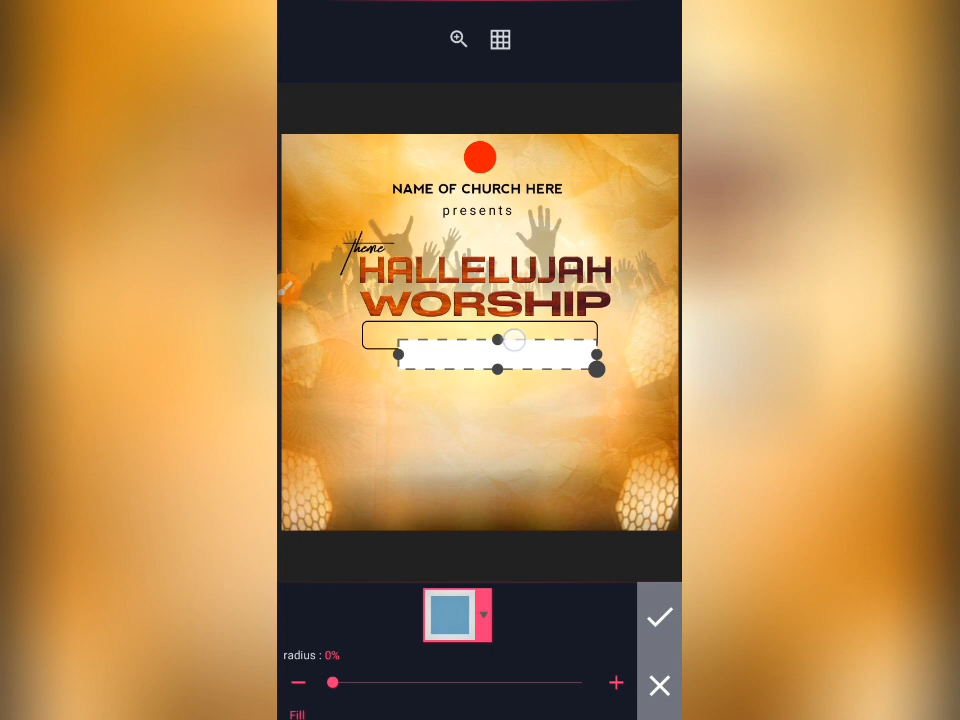 NAME OF CHURCH HERE
presents
theme
HALLELUJAH
WORSHIP
radius : 0%
Fill